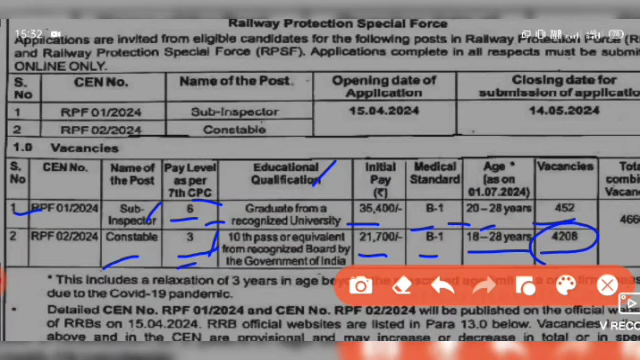 15:32
Railway Protection Special Force
Applications are invited from eligible candidates for the following posts in Railway Protection Force
and Railway Protection Special Force (RPSF). Applications complete in all respects must be
ONLINE ONLY.
S. No CEN No. Name of the Post Opening date of Application Closing date for submission of
1 RPF 01/2024 Sub-Inspector 15.04.2024 14.05.2024
2 RPF 02/2024 Constable
1.0 Vacancies
S. No CEN No. Name of the Post Pay Level as per 7th CPC Educational Qualification Initial Pay (₹) Medical Standard Age * (as on 01.07.2024) Vacancies
1 RPF 01/2024 Sub-Inspector 6 Graduate from a recognized University 35,400/- B-1 20-28 years 452
2 RPF 02/2024 Constable 3 10th pass or equivalent from recognized Board by the Government of India 21,700/- B-1 18-28 years 4208
* This includes a relaxation of 3 years in age
due to the Covid-19 pandemic.
• Detailed CEN No. RPF 01/2024 and CEN No. RPF 02/2024 will be published on the official
of RRBs on 15.04.2024. RRB official websites are listed in Para 13.0 below. Vacancies
above and in the CEN are provisional and may increase or decrease in total or in
V RECO